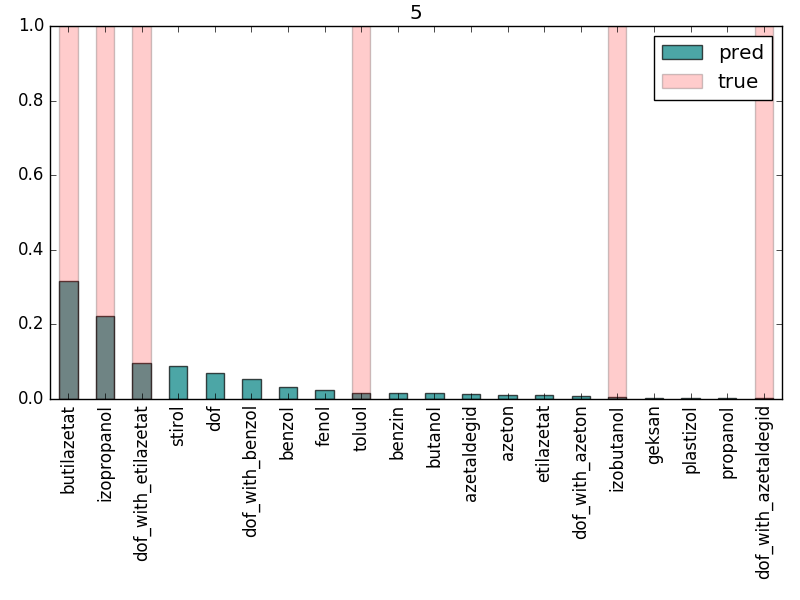 5
1.0
0.8
0.6
0.4
0.2
0.0
pred
true
butilazetat
izopropanol
dof_with_etilazetat
stirol
dof
dof_with_benzol
benzol
fenol
toluol
benzin
butanol
azetaldegid
azeton
etilazetat
dof_with_azeton
izobutanol
geksan
plastizol
propanol
dof_with_azetaldegid